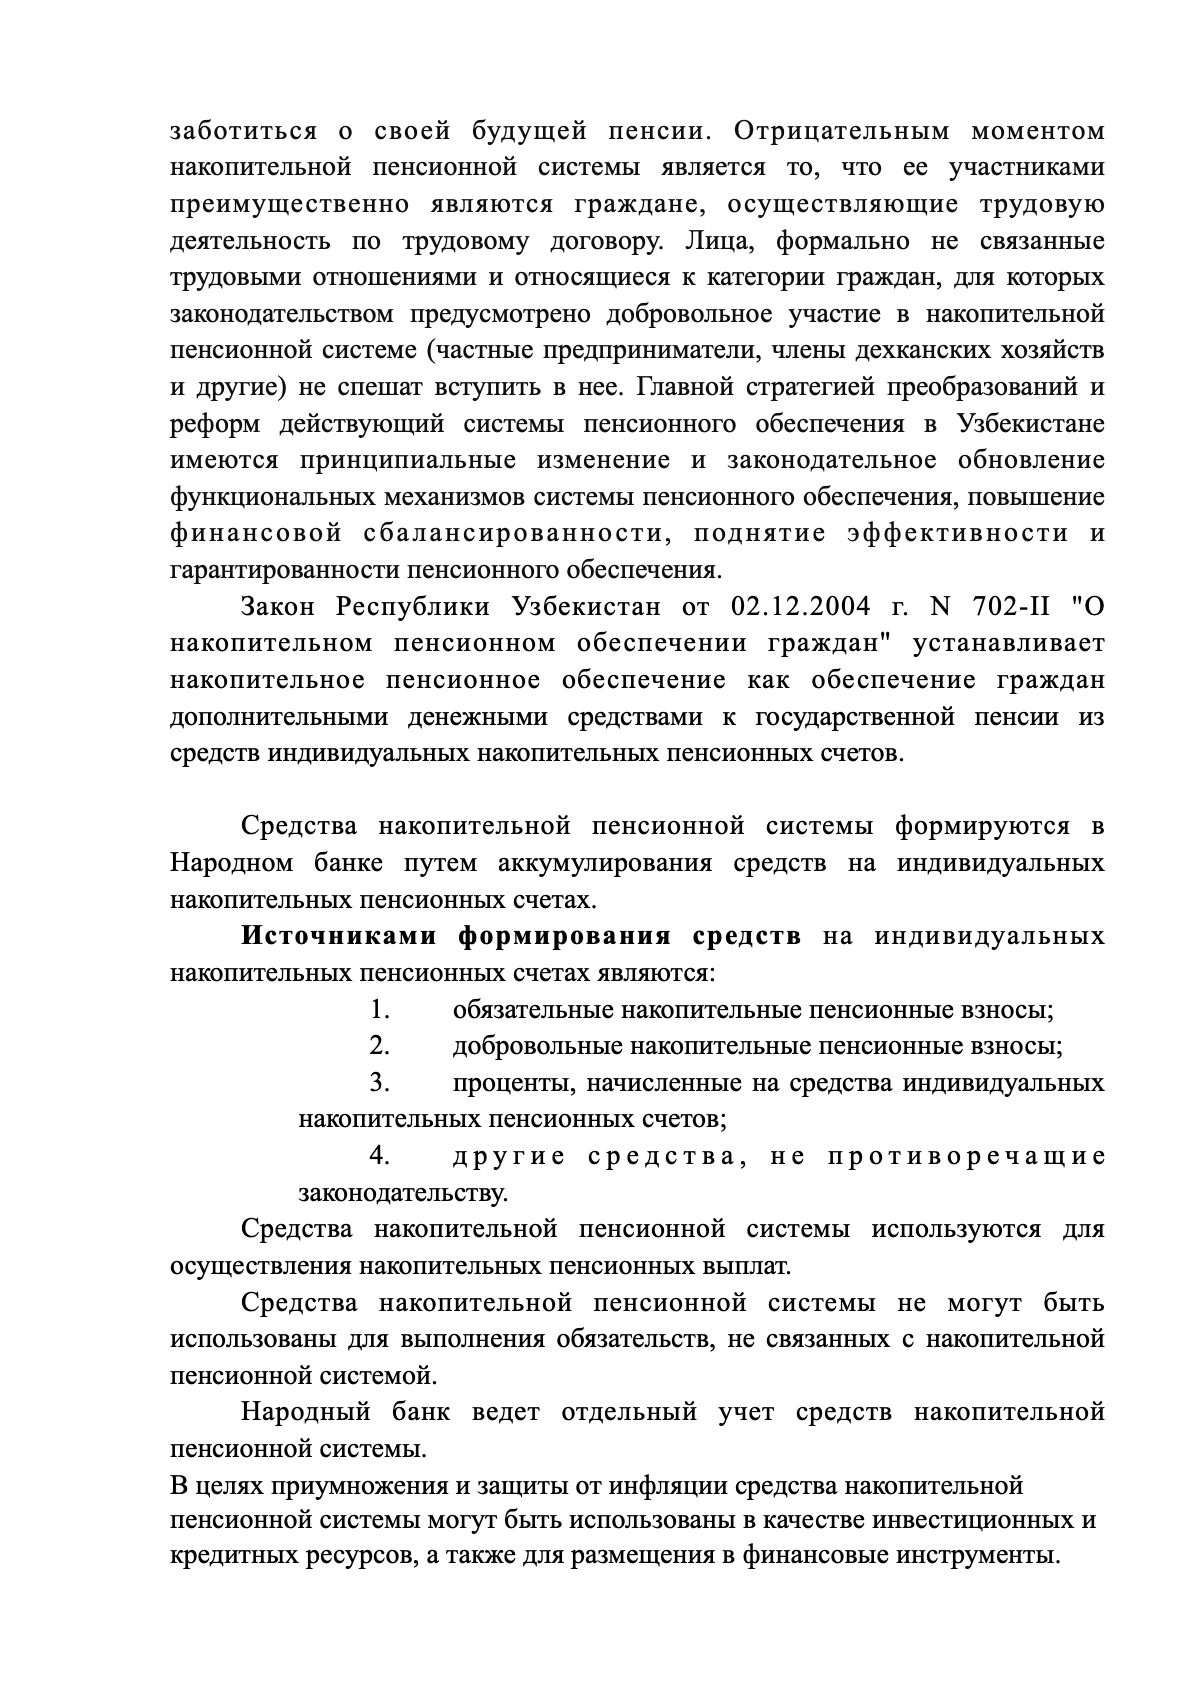 заботиться о своей будущей пенсии. Отрицательным моментом
накопительной пенсионной системы является то, что ее участниками
преимущественно являются граждане, осуществляющие трудовую
деятельность по трудовому договору. Лица, формально не связанные
трудовыми отношениями и относящиеся к категории граждан, для которых
законодательством предусмотрено добровольное участие в накопительной
пенсионной системе (частные предприниматели, члены дехканских хозяйств
и другие) не спешат вступить в нее. Главной стратегией преобразований и
реформ действующий системы пенсионного обеспечения в Узбекистане
имеются принципиальные изменение и законодательное обновление
функциональных механизмов системы пенсионного обеспечения, повышение
финансовой сбалансированности, поднятие эффективности и
гарантированности пенсионного обеспечения.
Закон Республики Узбекистан от 02.12.2004 г. N 702-II "О
накопительном пенсионном обеспечении граждан" устанавливает
накопительное пенсионное обеспечение как обеспечение граждан
дополнительными денежными средствами к государственной пенсии из
средств индивидуальных накопительных пенсионных счетов.
Средства накопительной пенсионной системы формируются в
Народном банке путем аккумулирования средств на индивидуальных
накопительных пенсионных счетах.
Источниками формирования средств на индивидуальных
накопительных пенсионных счетах являются:
1. обязательные накопительные пенсионные взносы;
2. добровольные накопительные пенсионные взносы;
3. проценты, начисленные на средства индивидуальных
накопительных пенсионных счетов;
4. другие средства, не противоречащие
законодательству.
Средства накопительной пенсионной системы используются для
осуществления накопительных пенсионных выплат.
Средства накопительной пенсионной системы не могут быть
использованы для выполнения обязательств, не связанных с накопительной
пенсионной системой.
Народный банк ведет отдельный учет средств накопительной
пенсионной системы.
В целях приумножения и защиты от инфляции средства накопительной
пенсионной системы могут быть использованы в качестве инвестиционных и
кредитных ресурсов, а также для размещения в финансовые инструменты.